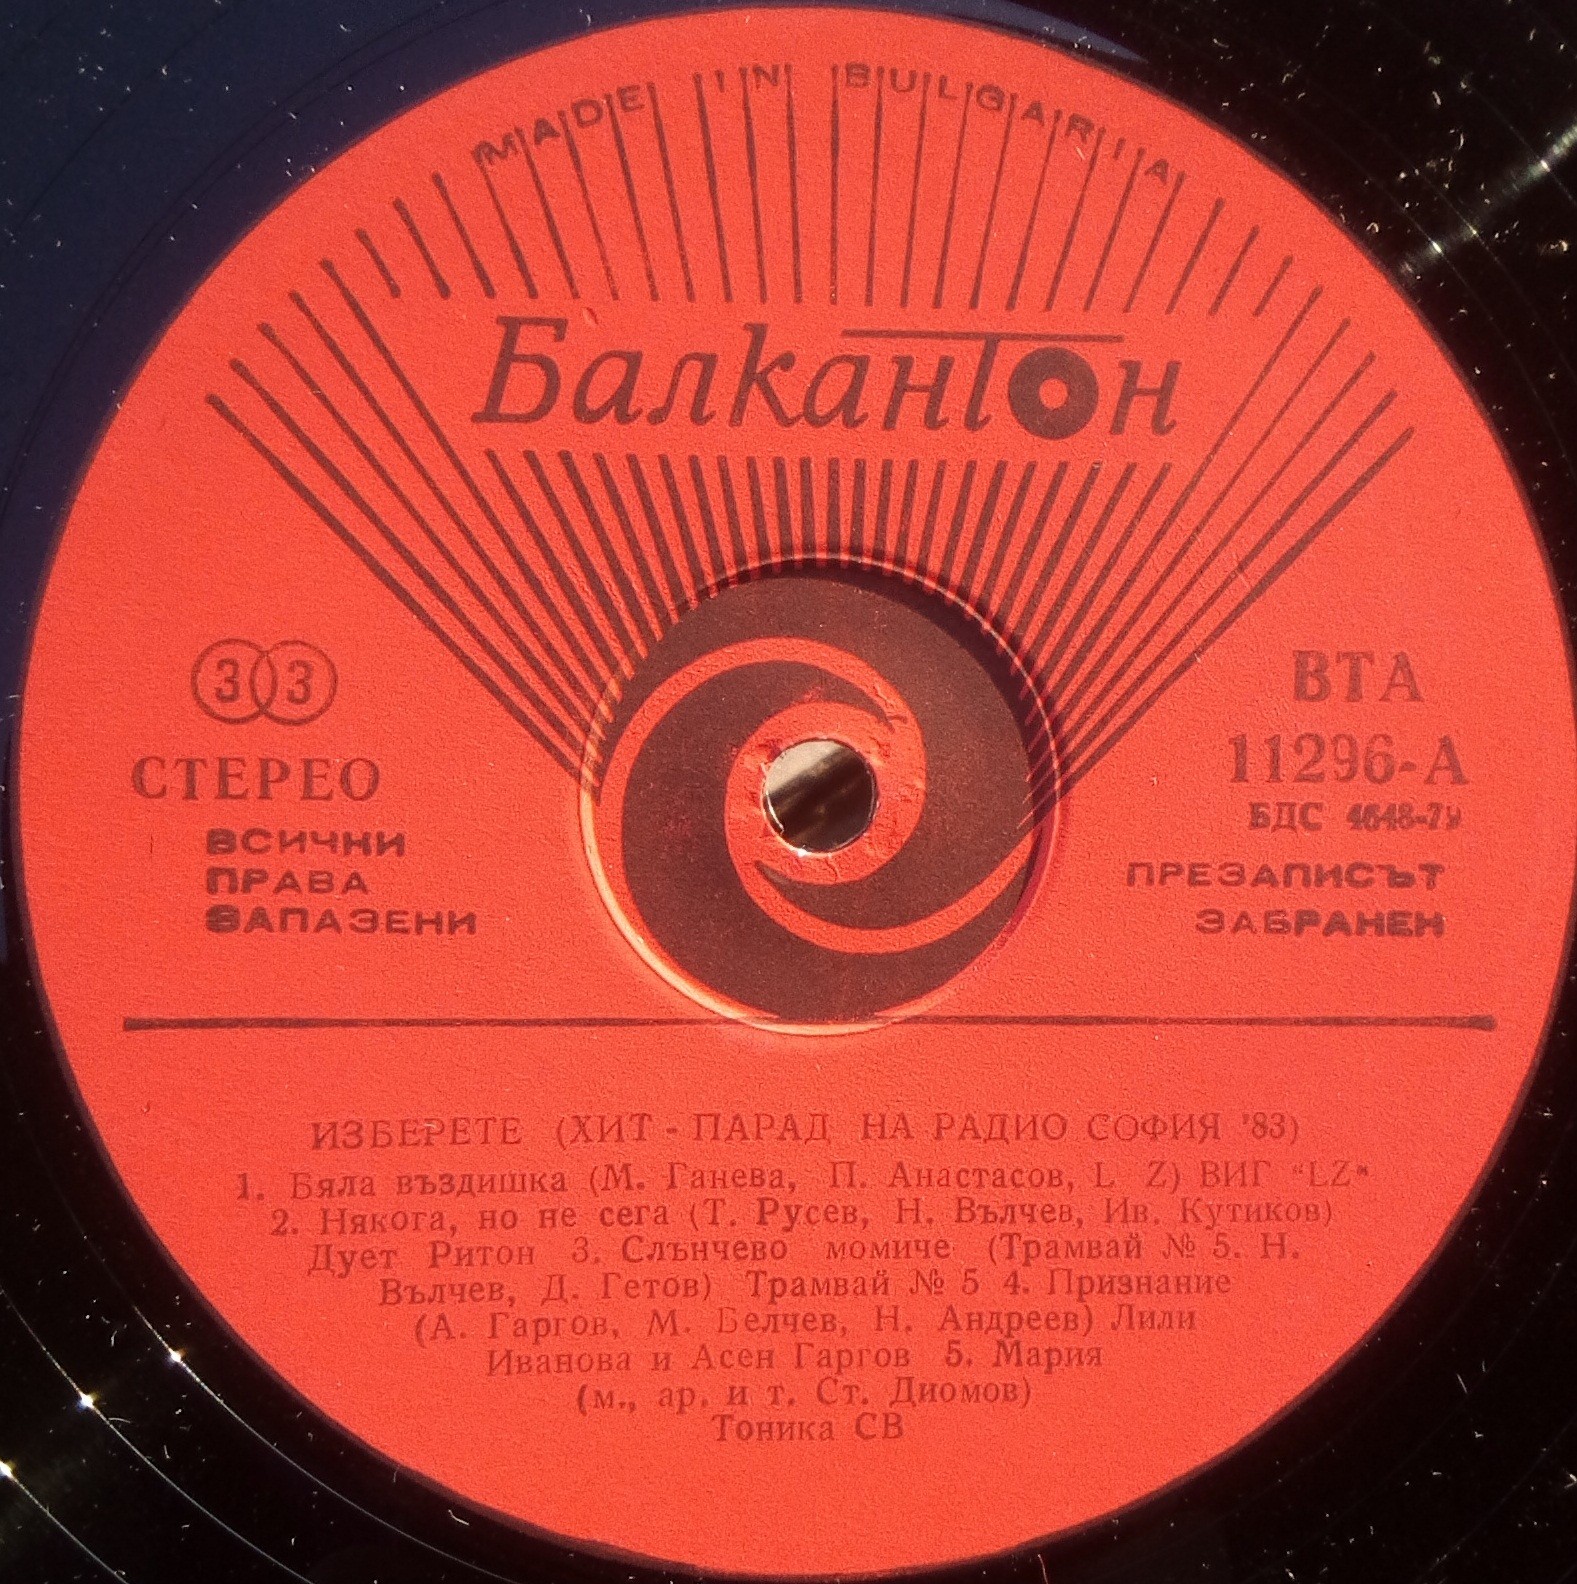 MADE IN BULGARIA
Балкантон
33
СТЕРЕО
ВСИЧКИ
ПРАВА
ЗАПАЗЕНИ
ВТА
11296-А
БДС 4648-79
ПРЕЗАПИСЪТ
ЗАБРАНЕН
ИЗБЕРЕТЕ (ХИТ - ПАРАД НА РАДИО СОФИЯ '83)
1. Бяла въздишка (М. Ганева, П. Анастасов, L Z) ВИГ "LZ"
2. Някога, но не сега (Т. Русев, Н. Вълчев, Ив. Кутиков)
Дует Ритон 3. Слънчево момиче (Трамвай № 5. Н.
Вълчев, Д. Гетов) Трамвай № 5 4. Признание
(А. Гаргов, М. Белчев, Н. Андреев) Лили
Иванова и Асен Гаргов 5. Мария
(м., ар. и т. Ст. Диомов)
Тоника СВ